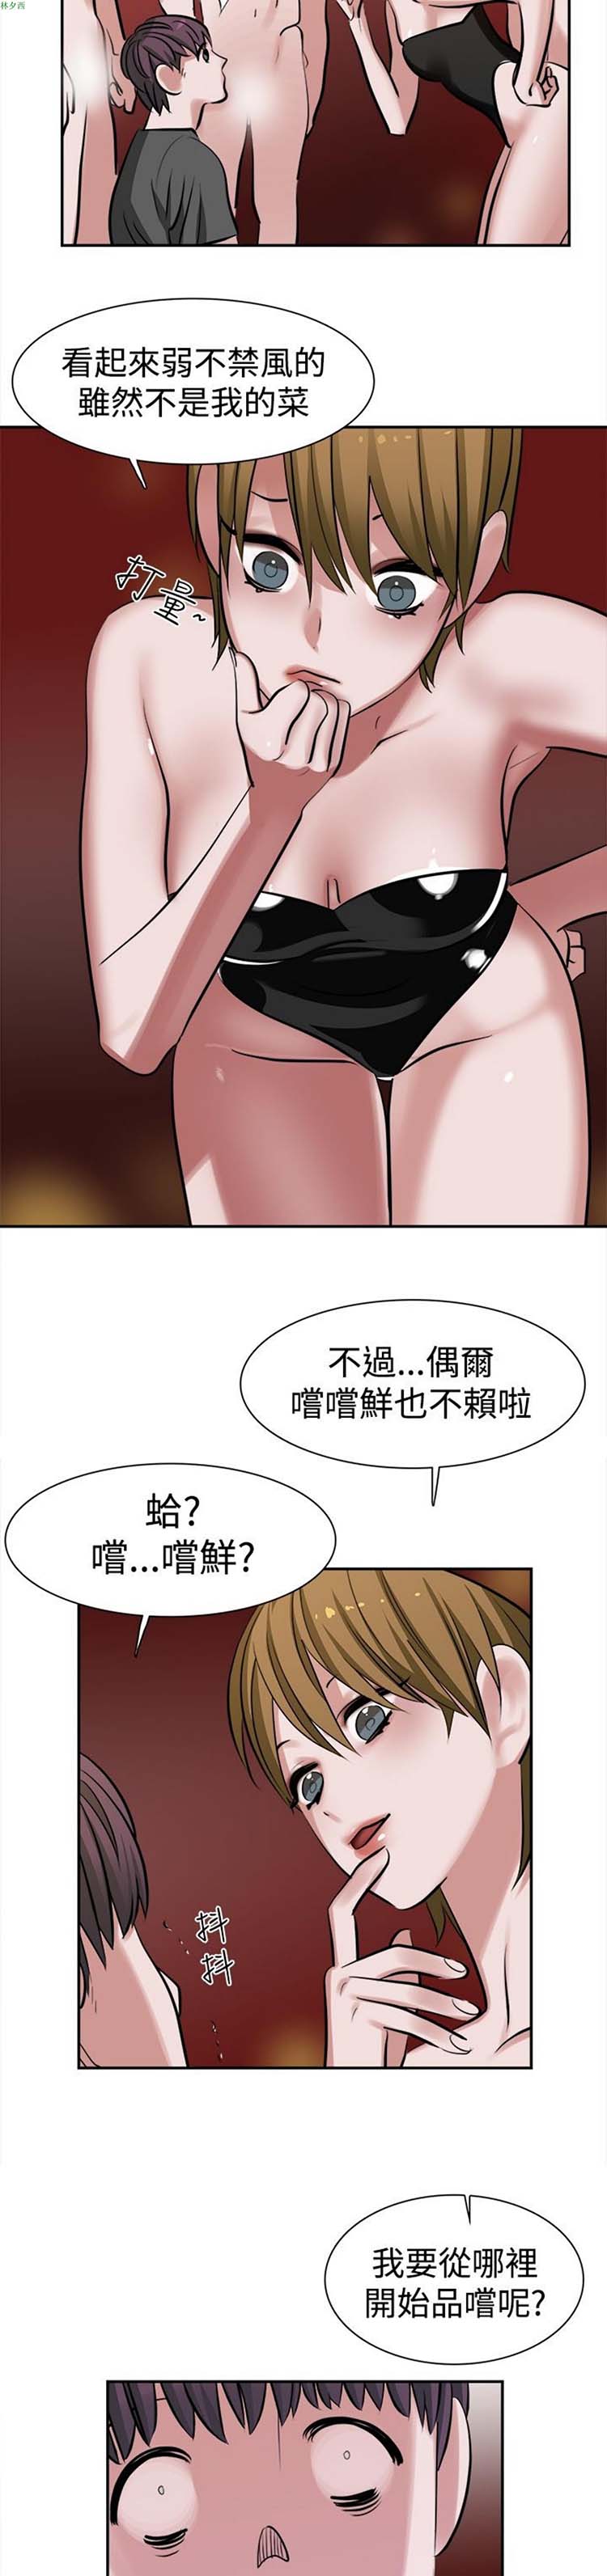 林夕西
看起來弱不禁風的
雖然不是我的菜
打量~
不過...偶爾
嚐嚐鮮也不賴啦
蛤?
嚐...嚐鮮?
抖
抖
我要從哪裡
開始品嚐呢?